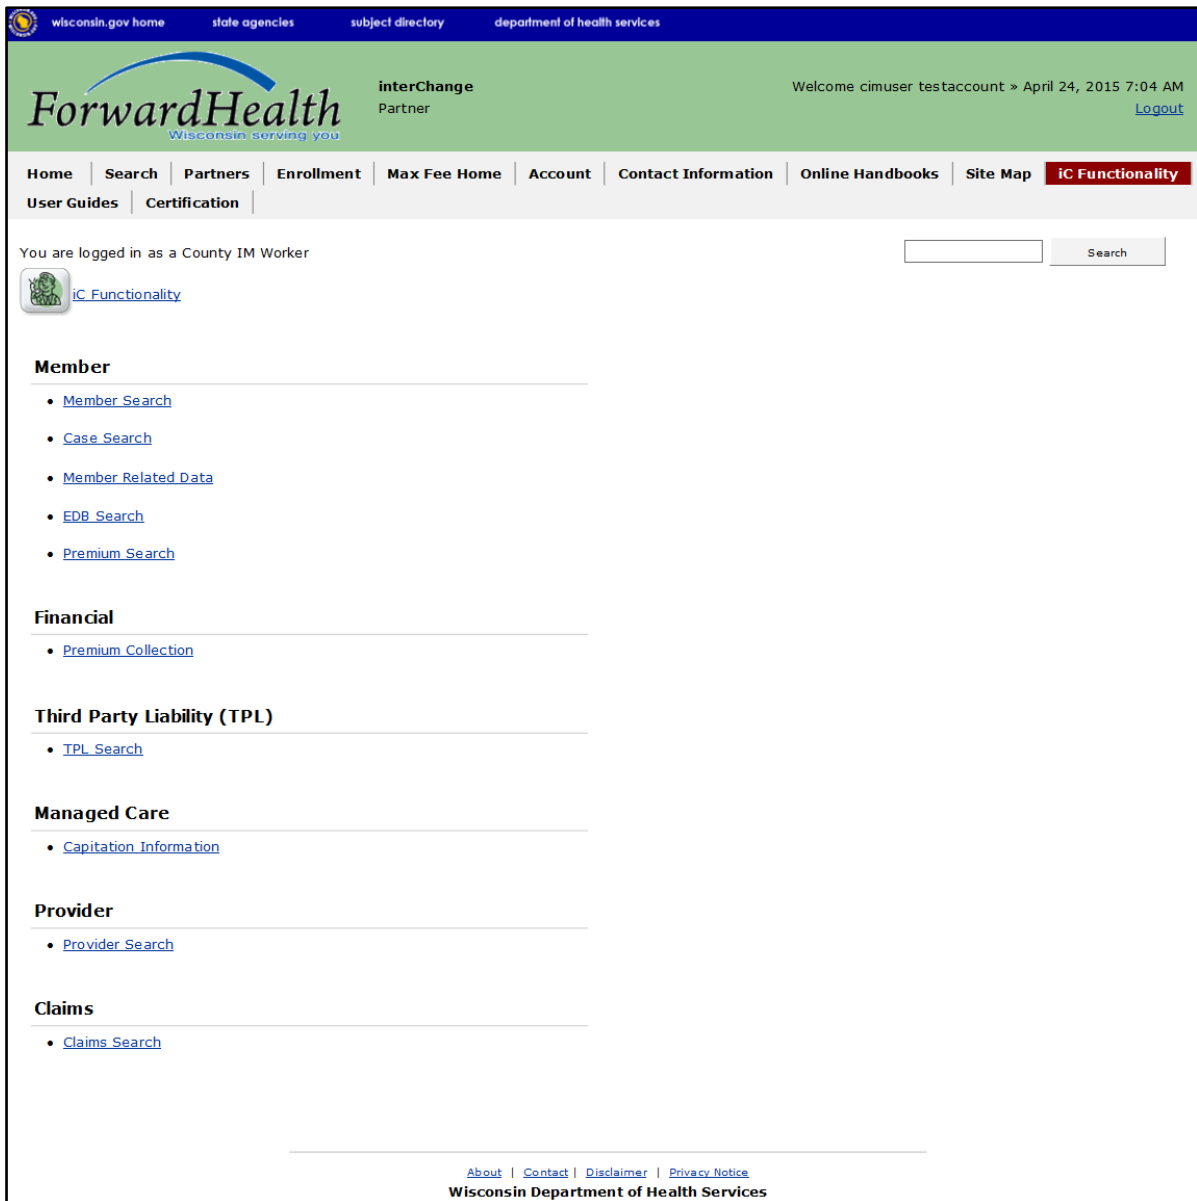 wisconsin.gov home state agencies subject directory department of health services
ForwardHealth
Wisconsin serving you
interChange
Partner
Welcome cimuser testaccount » April 24, 2015 7:04 AM
Logout
Home Search Partners Enrollment Max Fee Home Account Contact Information Online Handbooks Site Map iC Functionality
User Guides Certification
You are logged in as a County IM Worker
Search
iC Functionality
Member
• Member Search
• Case Search
• Member Related Data
• EDB Search
• Premium Search
Financial
• Premium Collection
Third Party Liability (TPL)
• TPL Search
Managed Care
• Capitation Information
Provider
• Provider Search
Claims
• Claims Search
About | Contact | Disclaimer | Privacy Notice
Wisconsin Department of Health Services